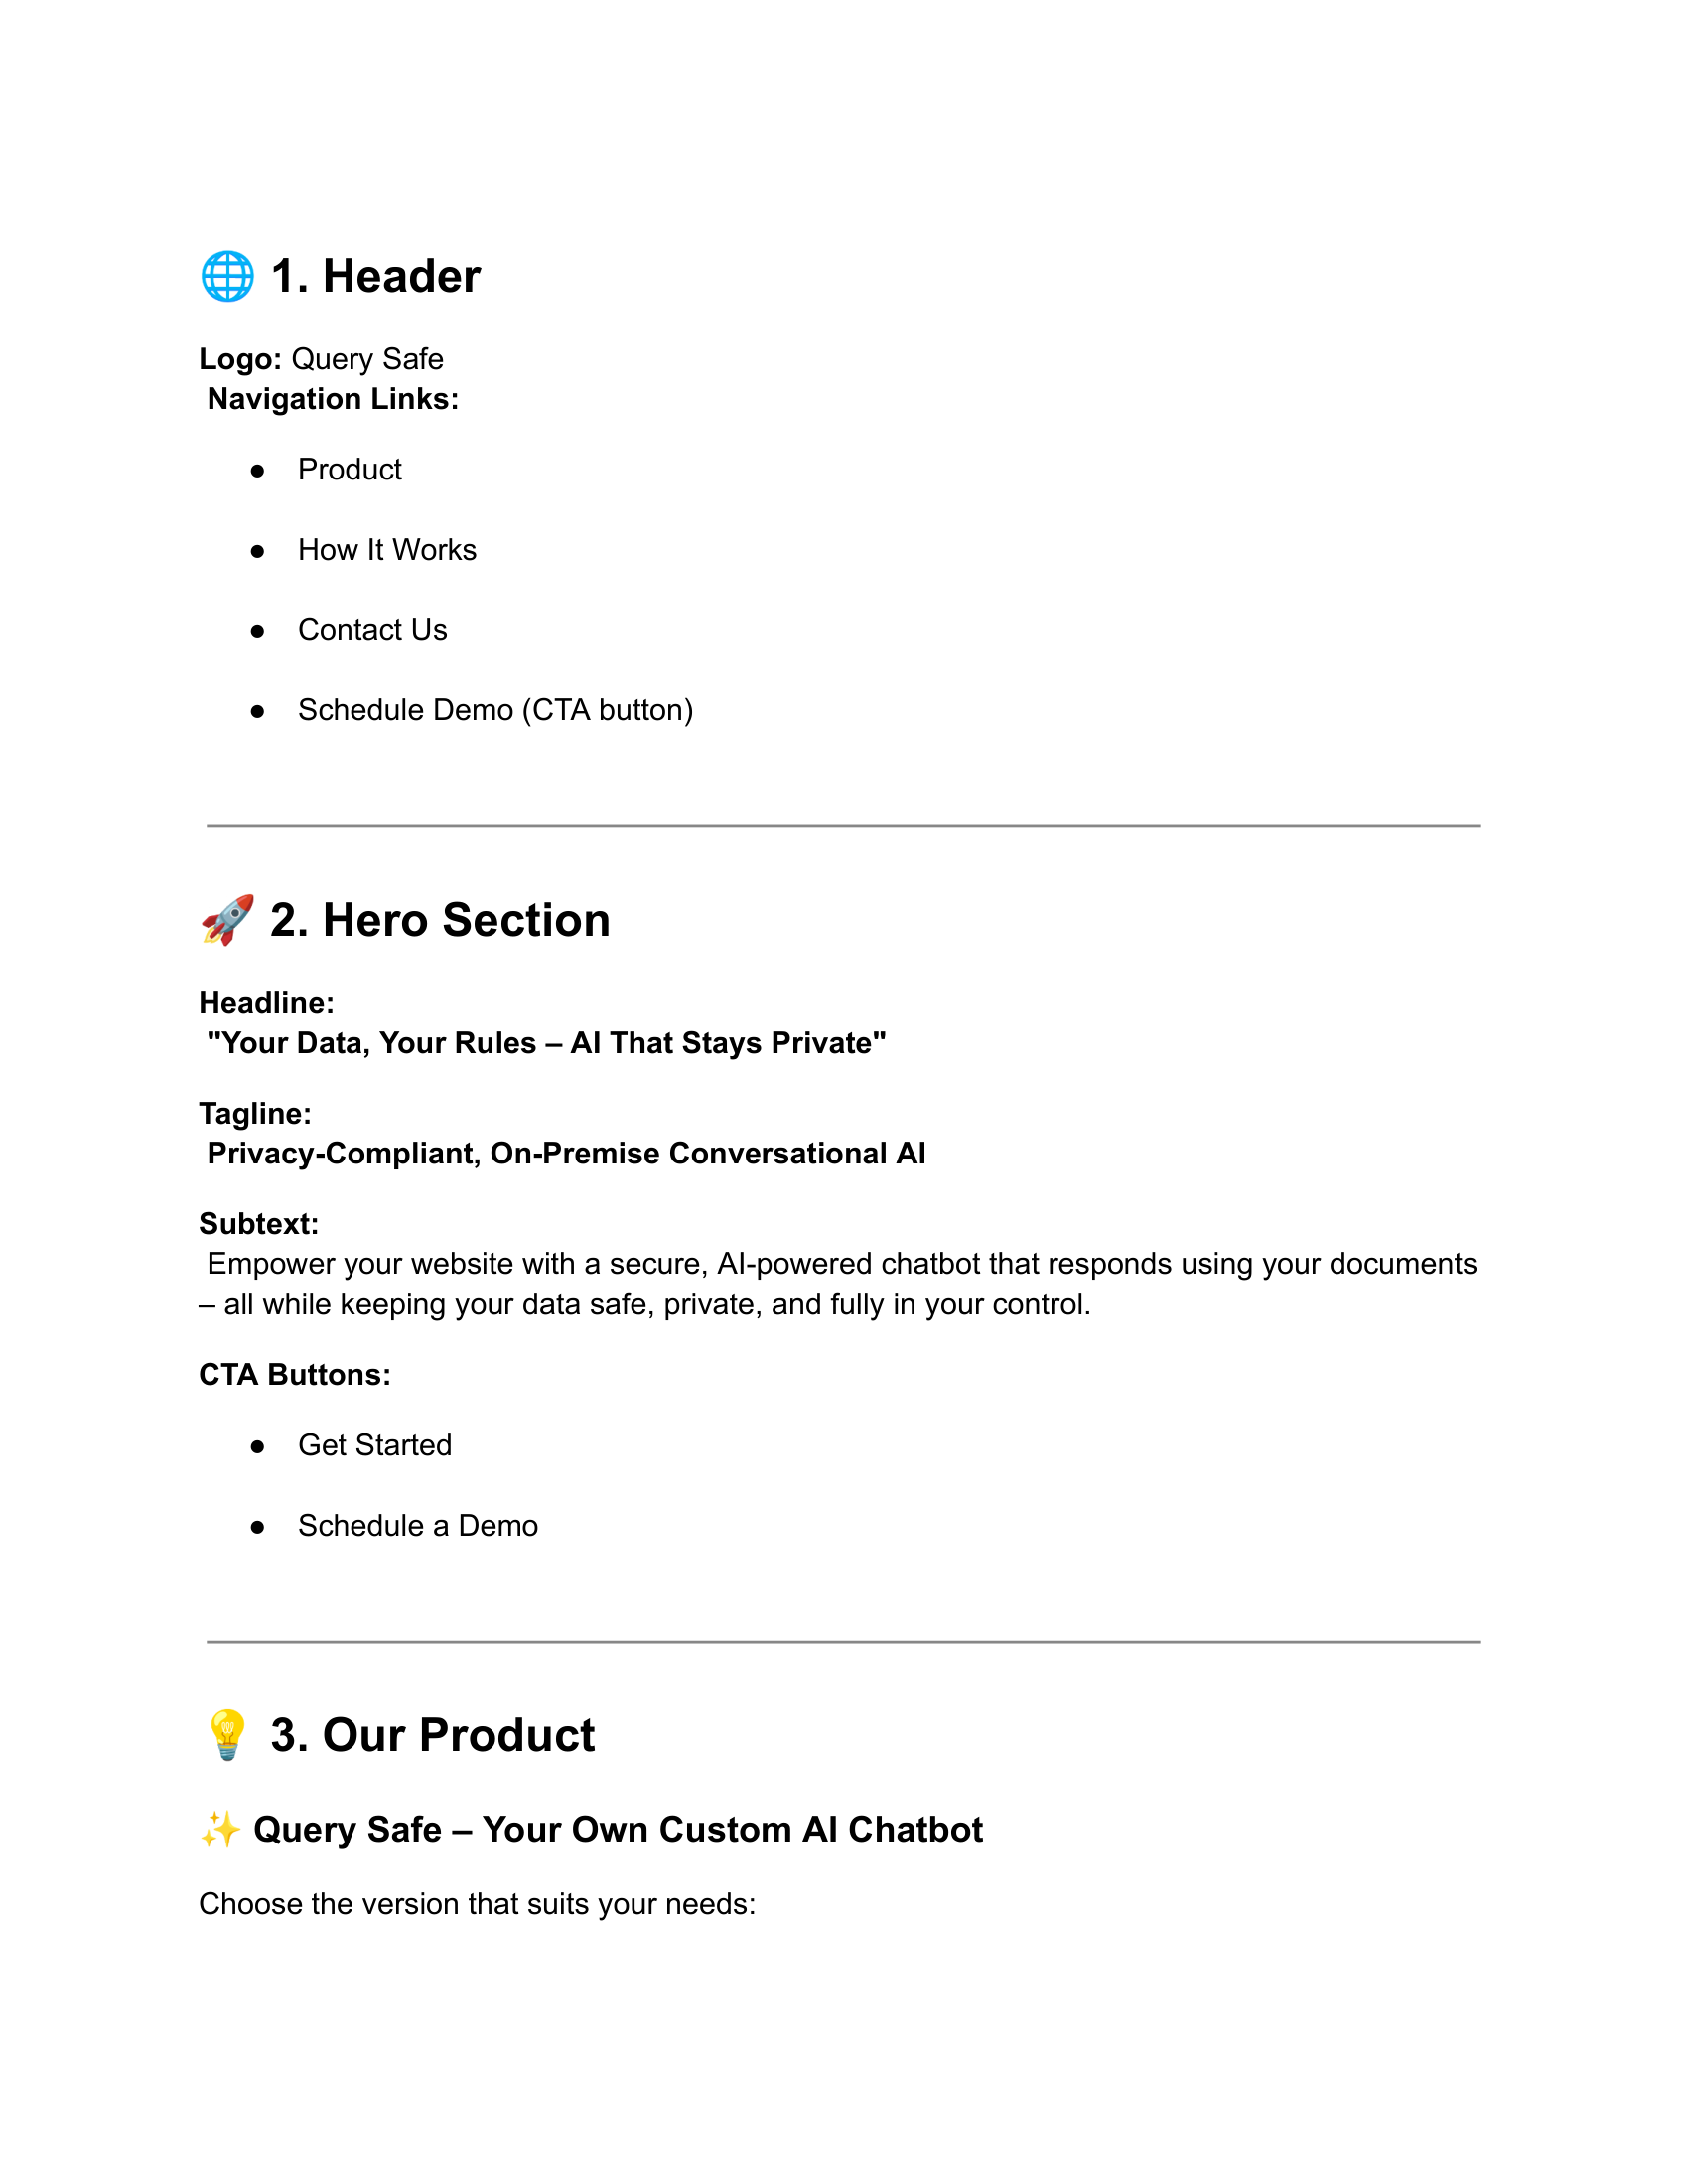 🌐 1. Header
Logo: Query Safe
Navigation Links:
● Product
● How It Works
● Contact Us
● Schedule Demo (CTA button)
🚀 2. Hero Section
Headline:
"Your Data, Your Rules – AI That Stays Private"
Tagline:
Privacy-Compliant, On-Premise Conversational AI
Subtext:
Empower your website with a secure, AI-powered chatbot that responds using your documents
– all while keeping your data safe, private, and fully in your control.
CTA Buttons:
● Get Started
● Schedule a Demo
💡 3. Our Product
✨ Query Safe – Your Own Custom AI Chatbot
Choose the version that suits your needs: